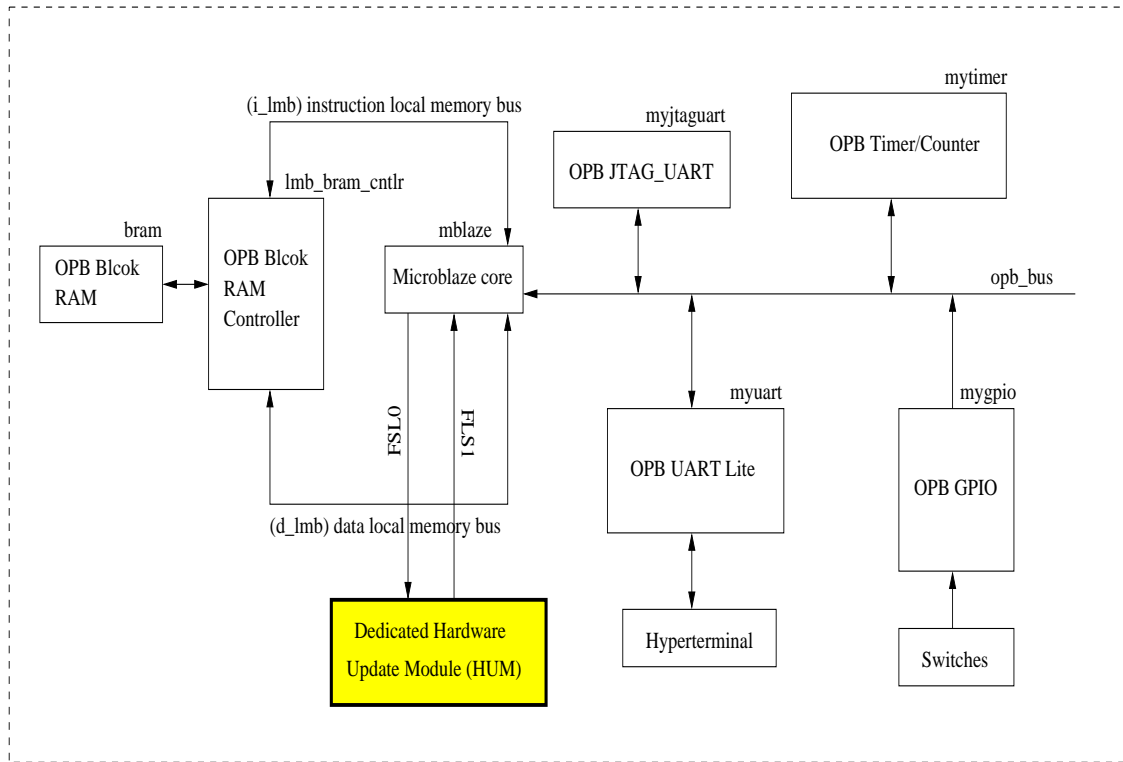 mytimer
(i_lmb) instruction local memory bus
myjtaguart
OPB Timer/Counter
OPB JTAG_UART
lmb_bram_cntlr
bram
mblaze
OPB Blcok
RAM
OPB Blcok
RAM
Controller
Microblaze core
opb_bus
myuart
mygpio
FSL0
FLS1
OPB UART Lite
OPB GPIO
(d_lmb) data local memory bus
Dedicated Hardware
Update Module (HUM)
Hyperterminal
Switches